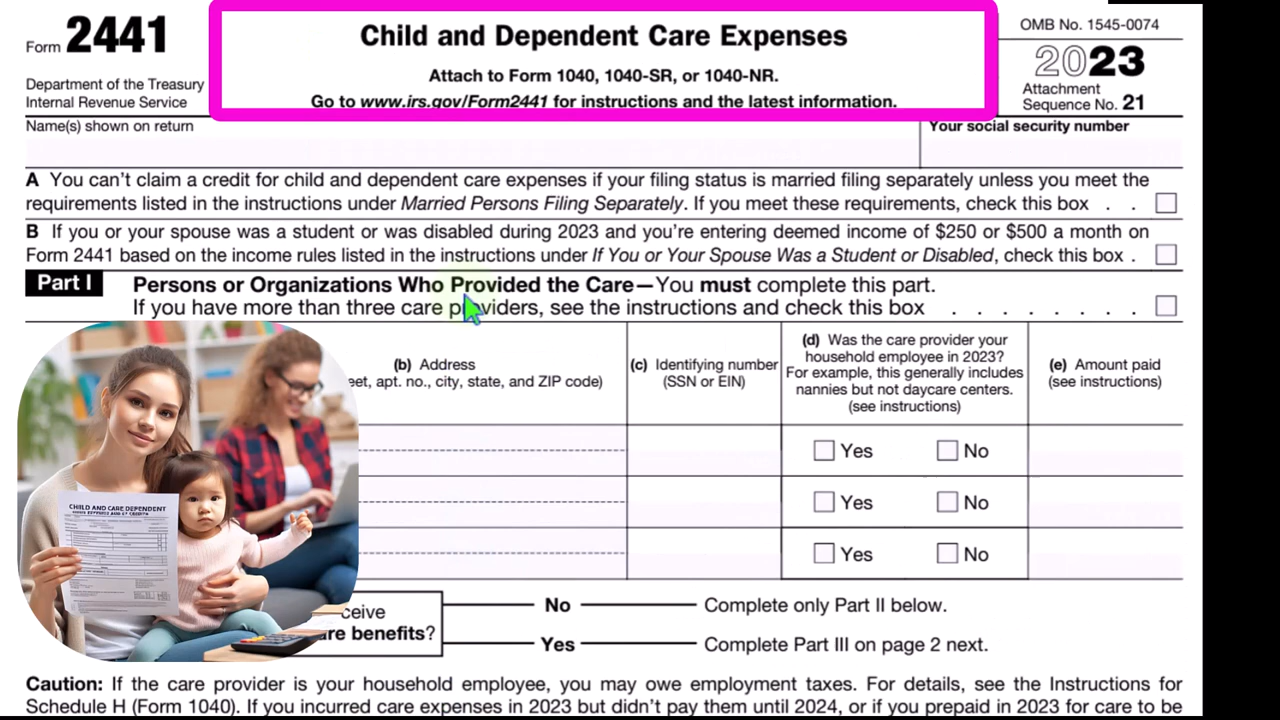 Form 2441
Child and Dependent Care Expenses
Attach to Form 1040, 1040-SR, or 1040-NR.
Go to www.irs.gov/Form2441 for instructions and the latest information.
Department of the Treasury
Internal Revenue Service
OMB No. 1545-0074
2023
Attachment
Sequence No. 21
Name(s) shown on return
Your social security number
A You can't claim a credit for child and dependent care expenses if your filing status is married filing separately unless you meet the
requirements listed in the instructions under Married Persons Filing Separately. If you meet these requirements, check this box . .
B If you or your spouse was a student or was disabled during 2023 and you're entering deemed income of $250 or $500 a month on
Form 2441 based on the income rules listed in the instructions under If You or Your Spouse Was a Student or Disabled, check this box .
Part I Persons or Organizations Who Provided the Care—You must complete this part.
If you have more than three care providers, see the instructions and check this box . . . . . . . .
(b) Address
eet, apt. no., city, state, and ZIP code)
(c) Identifying number
(SSN or EIN)
(d) Was the care provider your
household employee in 2023?
For example, this generally includes
nannies but not daycare centers.
(see instructions)
(e) Amount paid
(see instructions)
Yes No
Yes No
Yes No
CHILD AND CARE DEPENDENT
ceive
re benefits?
No Complete only Part II below.
Yes Complete Part III on page 2 next.
Caution: If the care provider is your household employee, you may owe employment taxes. For details, see the Instructions for
Schedule H (Form 1040). If you incurred care expenses in 2023 but didn't pay them until 2024, or if you prepaid in 2023 for care to be